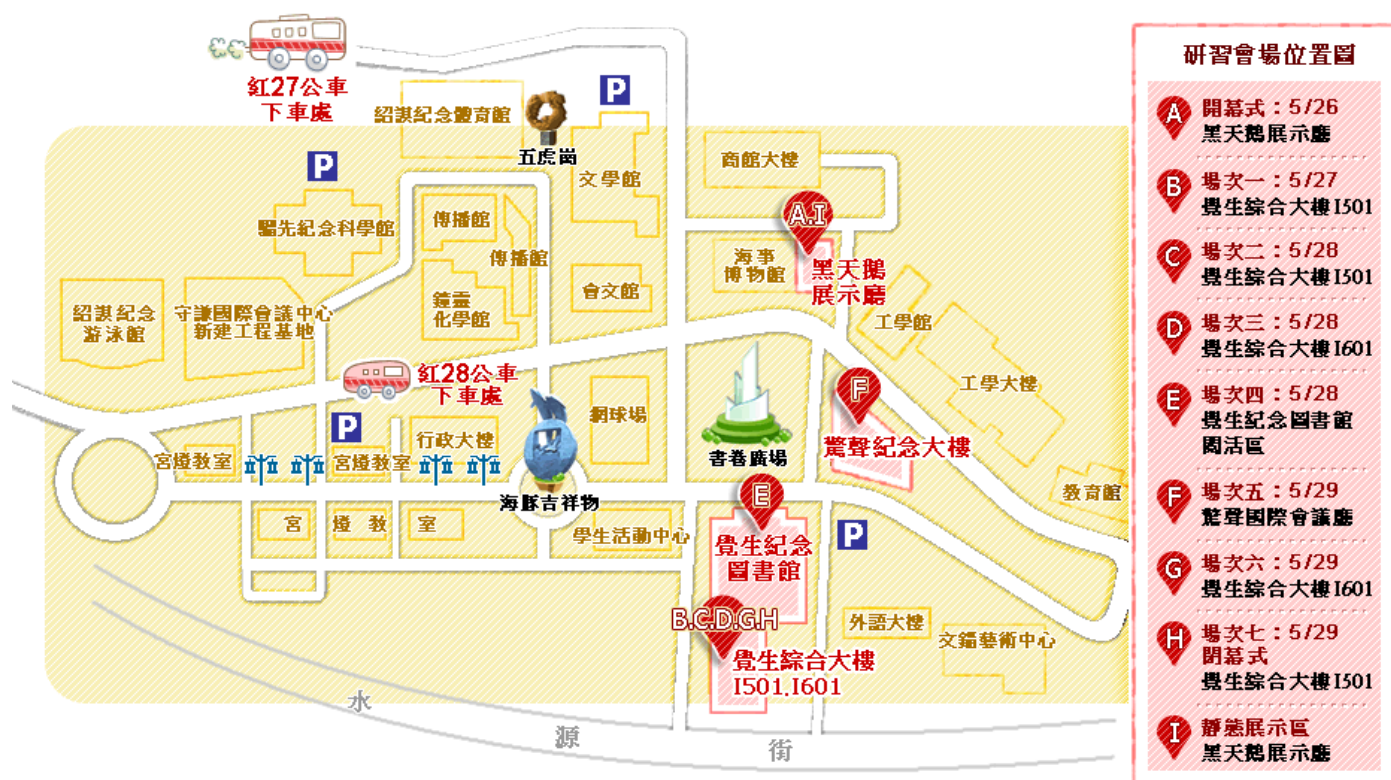 紅27公車
下車處
紹謨紀念體育館
五虎崗
P
文學館
商館大樓
P
騮先紀念科學館
傳播館
傳播館
A.I
海事
博物館
黑天鵝
展示廳
紹謨紀念
游泳館
守謙國際會議中心
新建工程基地
鐘靈
化學館
會文館
工學館
紅28公車
下車處
F
工學大樓
P
行政大樓
網球場
書卷廣場
驚聲紀念大樓
宮燈教室
宮燈教室
海豚吉祥物
E
教育館
宮燈教室
學生活動中心
覺生紀念
圖書館
P
B.C.D.G.H
覺生綜合大樓
I501.I601
外語大樓
文錙藝術中心
水源街
研習會場位置圖
A
開幕式:5/26
黑天鵝展示廳
B
場次一:5/27
覺生綜合大樓I501
C
場次二:5/28
覺生綜合大樓I501
D
場次三:5/28
覺生綜合大樓I601
E
場次四:5/28
覺生紀念圖書館
閱活區
F
場次五:5/29
驚聲國際會議廳
G
場次六:5/29
覺生綜合大樓I601
H
場次七:5/29
閉幕式
覺生綜合大樓I501
I
靜態展示區
黑天鵝展示廳